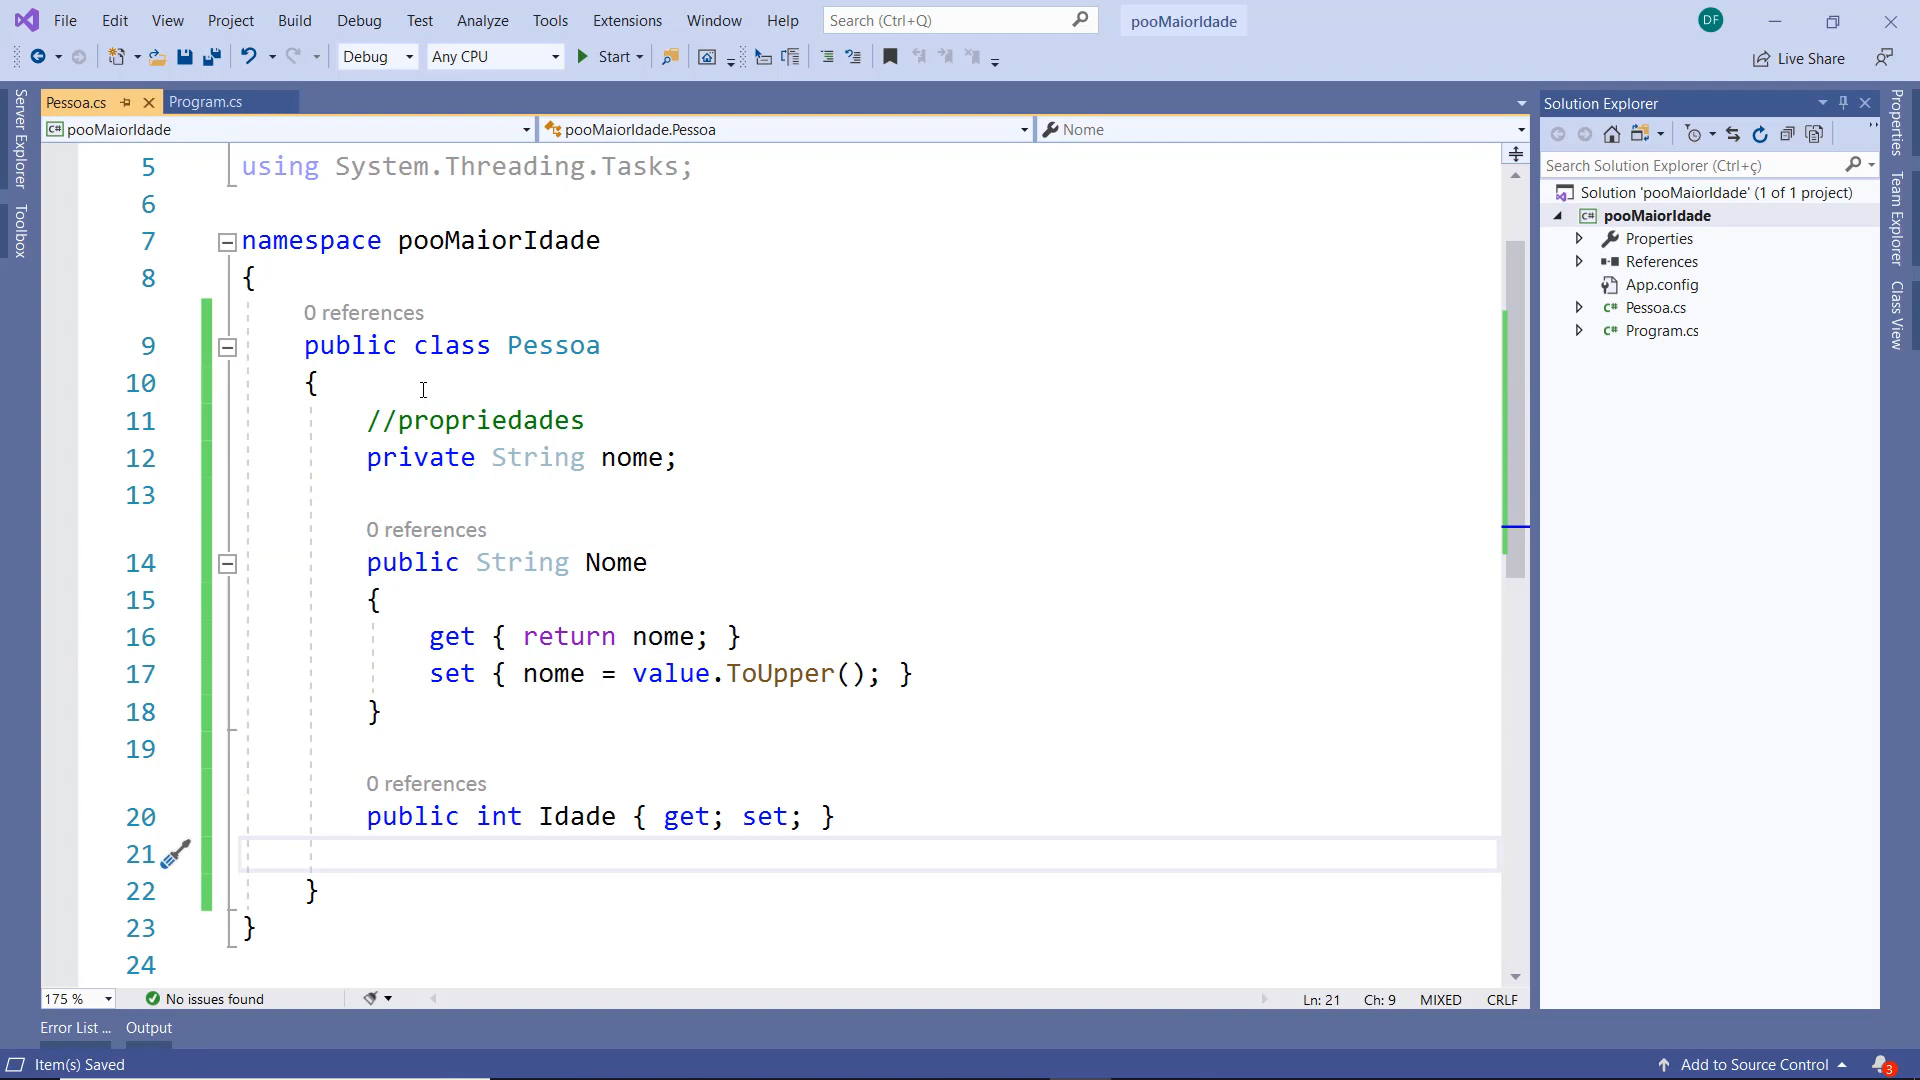 File Edit View Project Build Debug Test Analyze Tools Extensions Window Help Search (Ctrl+Q) pooMaiorIdade DF
Debug Any CPU Start Live Share
Server Explorer
Toolbox
Pessoa.cs Program.cs
C# pooMaiorIdade pooMaiorIdade.Pessoa Nome
5 using System.Threading.Tasks;
6
7 namespace pooMaiorIdade
8 {
0 references
9 public class Pessoa
10 {
11 //propriedades
12 private String nome;
13
0 references
14 public String Nome
15 {
16 get { return nome; }
17 set { nome = value.ToUpper(); }
18 }
19
0 references
20 public int Idade { get; set; }
21
22 }
23 }
24
175 % No issues found Ln: 21 Ch: 9 MIXED CRLF
Solution Explorer
Search Solution Explorer (Ctrl+ç)
Solution 'pooMaiorIdade' (1 of 1 project)
C# pooMaiorIdade
Properties
References
App.config
C# Pessoa.cs
C# Program.cs
Properties
Team Explorer
Class View
Error List ... Output
Item(s) Saved Add to Source Control 3